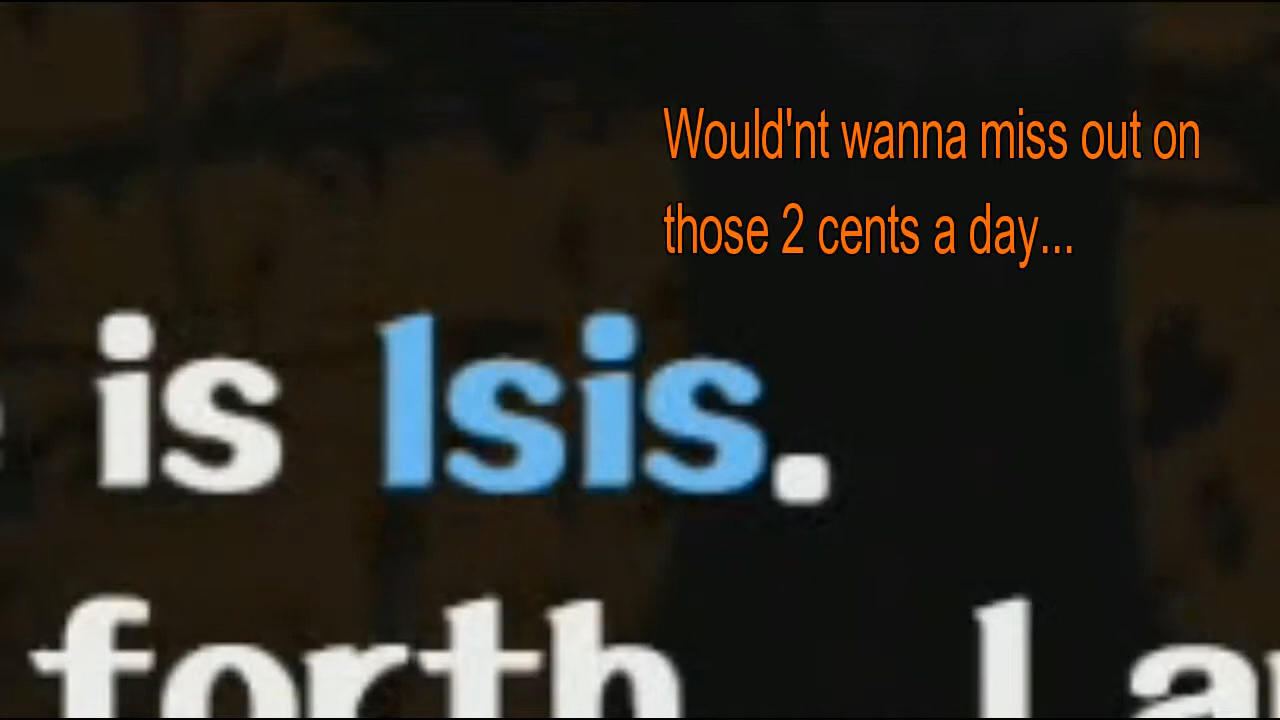 Would'nt wanna miss out on
those 2 cents a day...
is Isis.
forth I